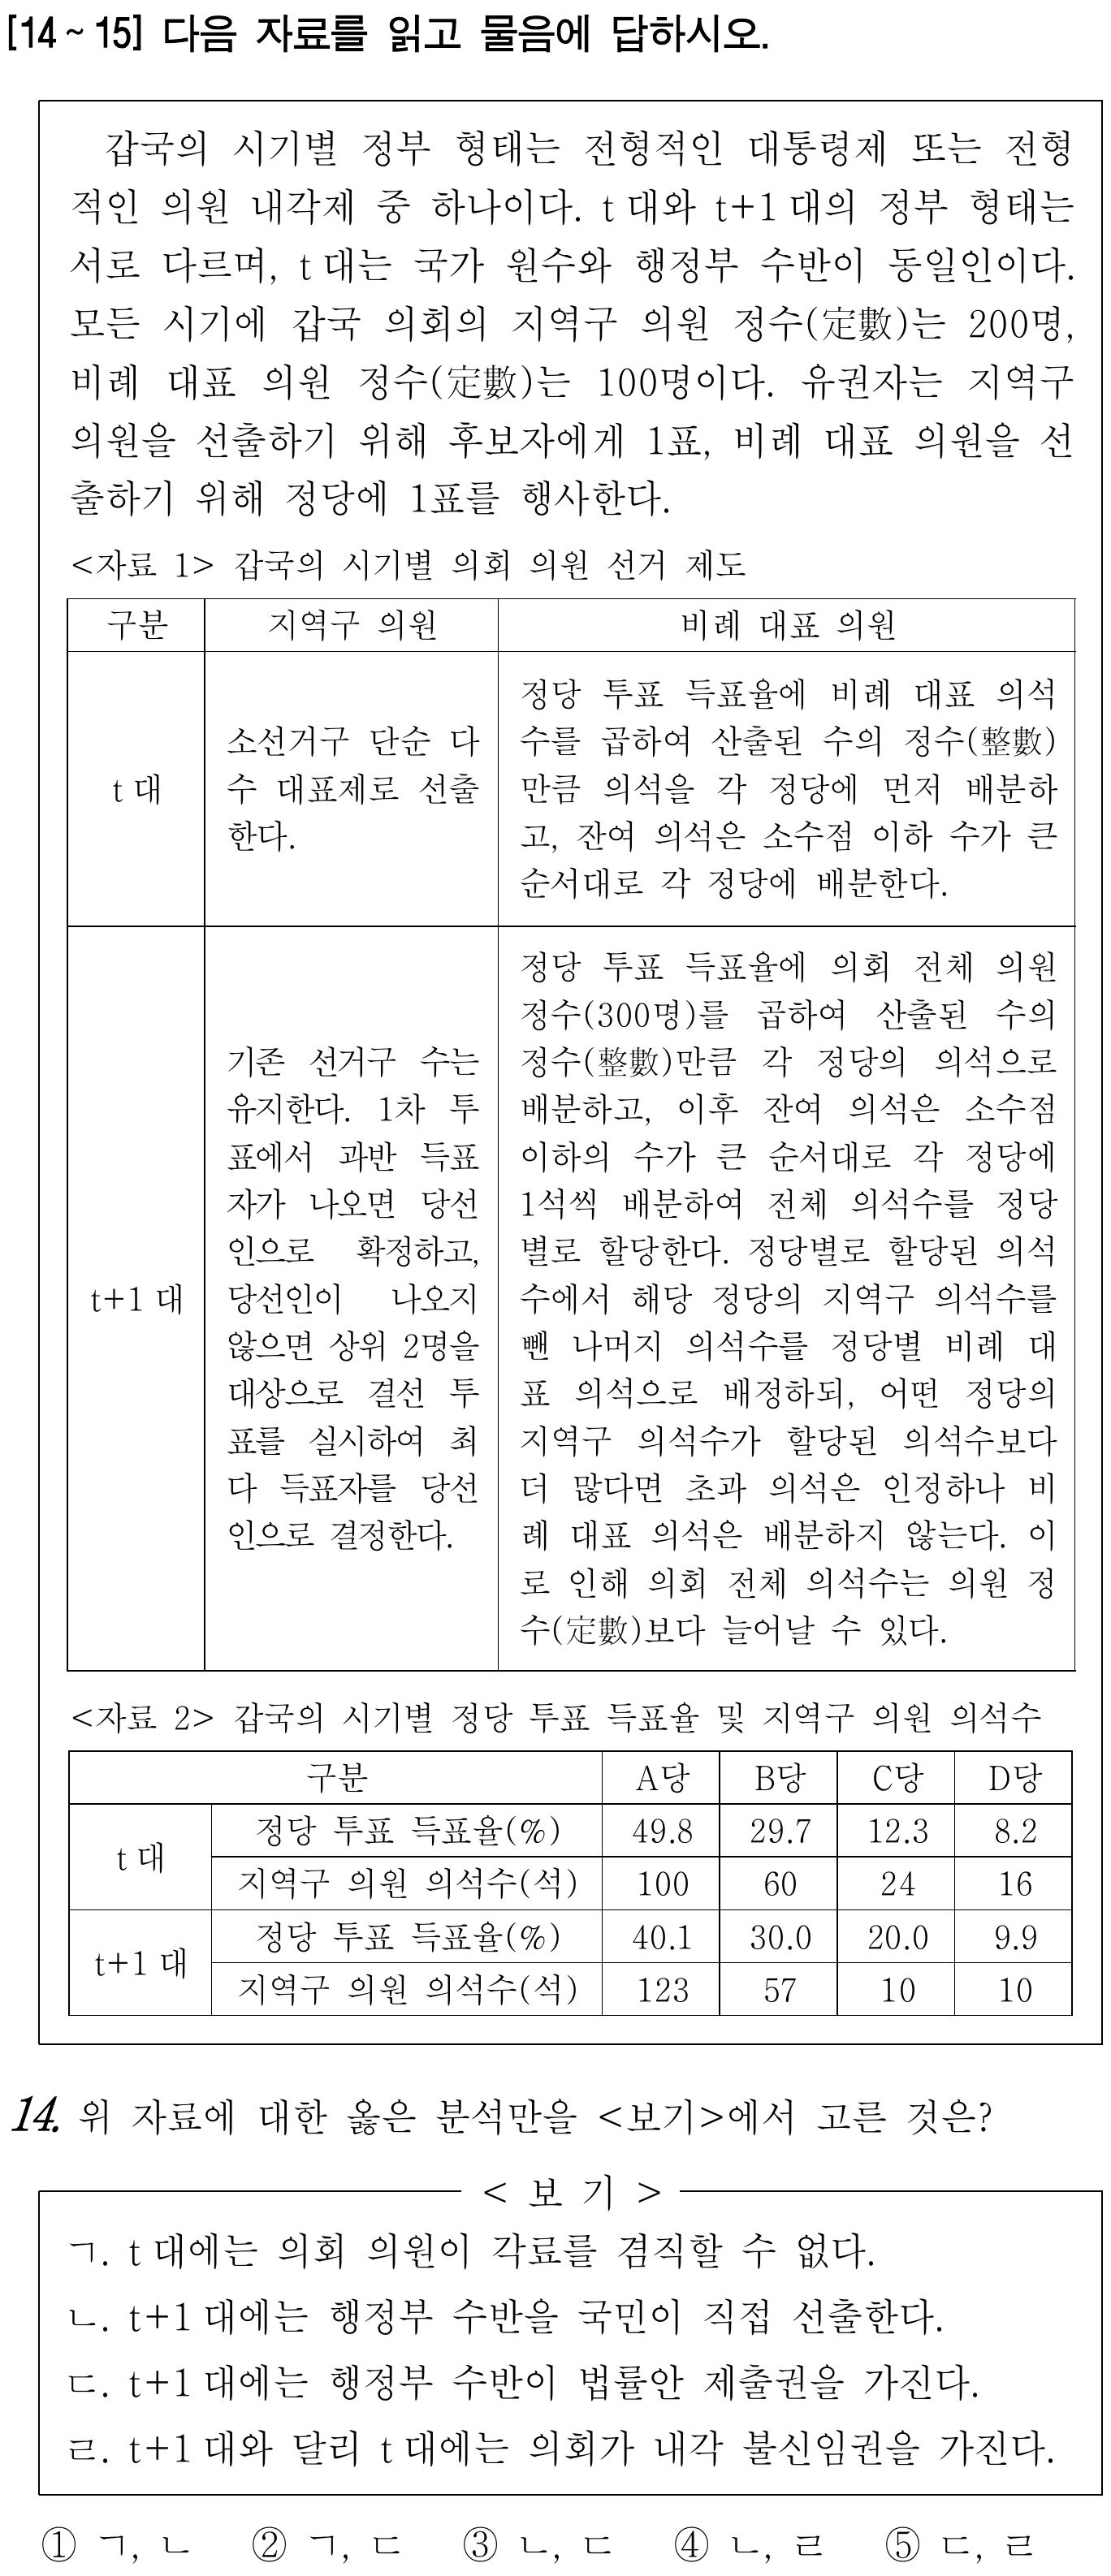 [14~15] 다음 자료를 읽고 물음에 답하시오.
갑국의 시기별 정부 형태는 전형적인 대통령제 또는 전형
적인 의원 내각제 중 하나이다. t대와 t+1대의 정부 형태는
서로 다르며, t대는 국가 원수와 행정부 수반이 동일인이다.
모든 시기에 갑국 의회의 지역구 의원 정수(定數)는 200명,
비례 대표 의원 정수(定數)는 100명이다. 유권자는 지역구
의원을 선출하기 위해 후보자에게 1표, 비례 대표 의원을 선
출하기 위해 정당에 1표를 행사한다.
<자료 1> 갑국의 시기별 의회 의원 선거 제도
구분 지역구 의원 비례 대표 의원
t대
소선거구 단순 다
수 대표제로 선출
한다.
정당 투표 득표율에 비례 대표 의석
수를 곱하여 산출된 수의 정수(整數)
만큼 의석을 각 정당에 먼저 배분하
고, 잔여 의석은 소수점 이하 수가 큰
순서대로 각 정당에 배분한다.
t+1대
기존 선거구 수는
유지한다. 1차 투
표에서 과반 득표
자가 나오면 당선
인으로 확정하고,
당선인이 나오지
않으면 상위 2명을
대상으로 결선 투
표를 실시하여 최
다 득표자를 당선
인으로 결정한다.
정당 투표 득표율에 의회 전체 의원
정수(300명)를 곱하여 산출된 수의
정수(整數)만큼 각 정당의 의석으로
배분하고, 이후 잔여 의석은 소수점
이하의 수가 큰 순서대로 각 정당에
1석씩 배분하여 전체 의석수를 정당
별로 할당한다. 정당별로 할당된 의석
수에서 해당 정당의 지역구 의석수를
뺀 나머지 의석수를 정당별 비례 대
표 의석으로 배정하되, 어떤 정당의
지역구 의석수가 할당된 의석수보다
더 많다면 초과 의석은 인정하나 비
례 대표 의석은 배분하지 않는다. 이
로 인해 의회 전체 의석수는 의원 정
수(定數)보다 늘어날 수 있다.
<자료 2> 갑국의 시기별 정당 투표 득표율 및 지역구 의원 의석수
구분 A당 B당 C당 D당
t대 정당 투표 득표율(%) 49.8 29.7 12.3 8.2
지역구 의원 의석수(석) 100 60 24 16
t+1대 정당 투표 득표율(%) 40.1 30.0 20.0 9.9
지역구 의원 의석수(석) 123 57 10 10
14. 위 자료에 대한 옳은 분석만을 <보기>에서 고른 것은?
< 보 기 >
ㄱ. t대에는 의회 의원이 각료를 겸직할 수 없다.
ㄴ. t+1대에는 행정부 수반을 국민이 직접 선출한다.
ㄷ. t+1대에는 행정부 수반이 법률안 제출권을 가진다.
ㄹ. t+1대와 달리 t대에는 의회가 내각 불신임권을 가진다.
① ㄱ, ㄴ ② ㄱ, ㄷ ③ ㄴ, ㄷ ④ ㄴ, ㄹ ⑤ ㄷ, ㄹ